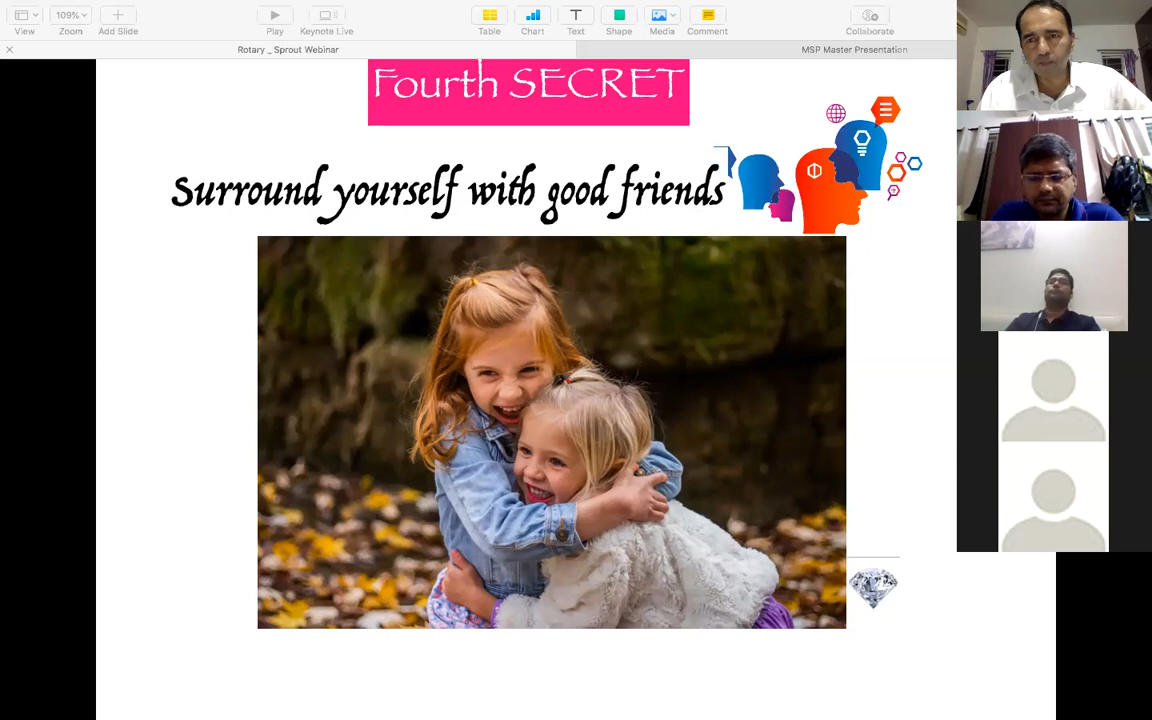 109%
View
Zoom
Add Slide
Play
Keynote Live
Table
Chart
Text
Shape
Media
Comment
Collaborate
Rotary _ Sprout Webinar
MSP Master Presentation
Fourth SECRET
Surround yourself with good friends